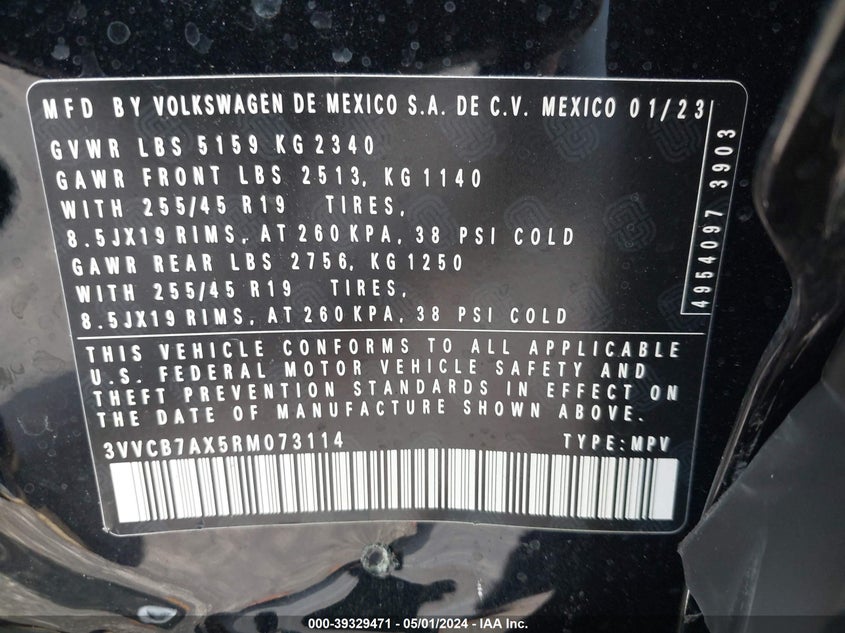 MFD BY VOLKSWAGEN DE MEXICO S.A. DE C.V. MEXICO 01/23
GVWR LBS 5159 KG 2340
GAWR FRONT LBS 2513, KG 1140
WITH 255/45 R19 TIRES,
8.5JX19 RIMS, AT 260 KPA, 38 PSI COLD
GAWR REAR LBS 2756, KG 1250
WITH 255/45 R19 TIRES,
8.5JX19 RIMS, AT 260 KPA, 38 PSI COLD
4954097 3903
THIS VEHICLE CONFORMS TO ALL APPLICABLE
U.S. FEDERAL MOTOR VEHICLE SAFETY AND
THEFT PREVENTION STANDARDS IN EFFECT ON
THE DATE OF MANUFACTURE SHOWN ABOVE.
3VVCB7AX5RM073114 TYPE:MPV
000-39329471 — 05/01/2024 — IAA Inc.